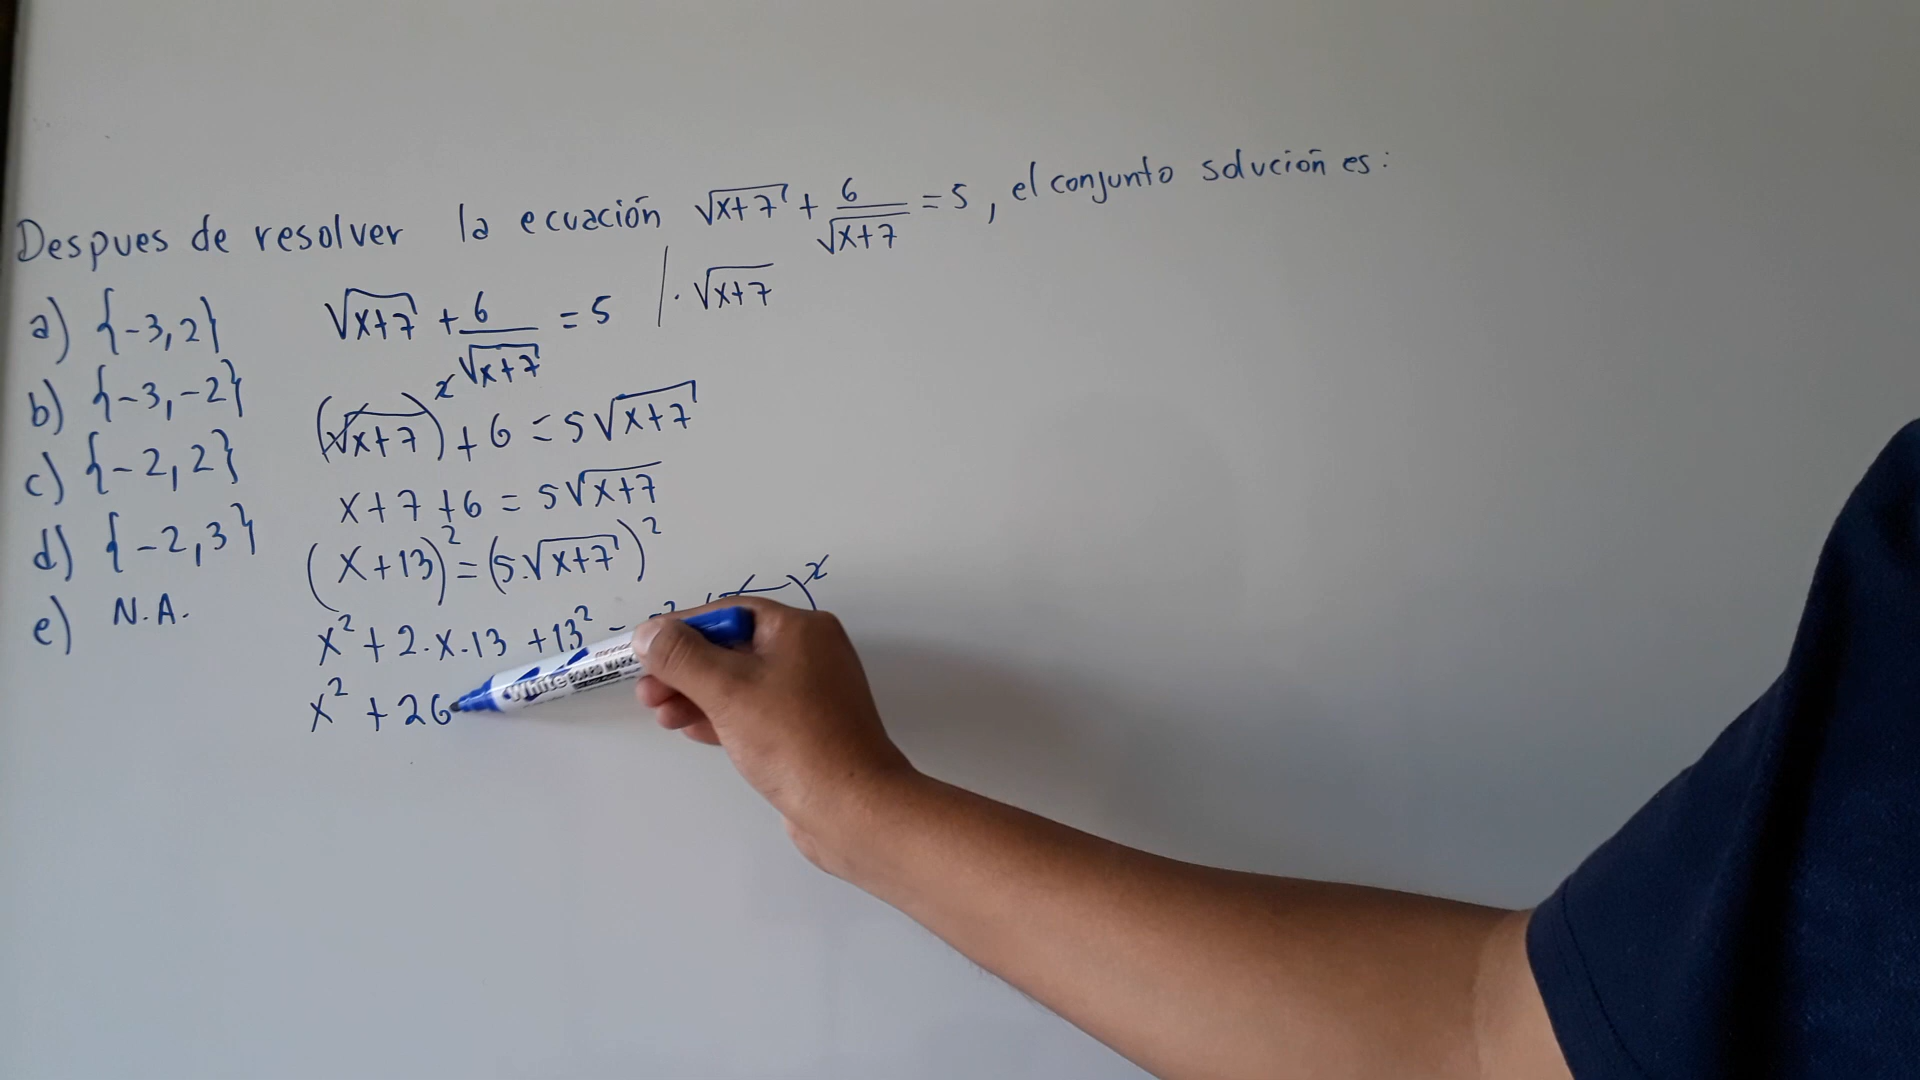 Despues de resolver la ecuación √x+7 + 6/√x+7 = 5, el conjunto solución es:
a) {-3,2}
b) {-3,-2}
c) {-2,2}
d) {-2,3}
e) N.A.
√x+7 + 6/√x+7 = 5 /·√x+7
(√x+7)² + 6 = 5√x+7
x+7+6 = 5√x+7
(x+13)² = (5.√x+7)²
x² + 2.x.13 + 13²
x² + 26
White BOARD MARK